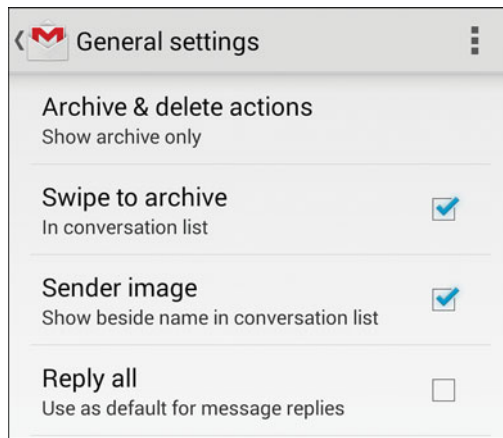 General settings
Archive & delete actions
Show archive only
Swipe to archive
In conversation list
Sender image
Show beside name in conversation list
Reply all
Use as default for message replies